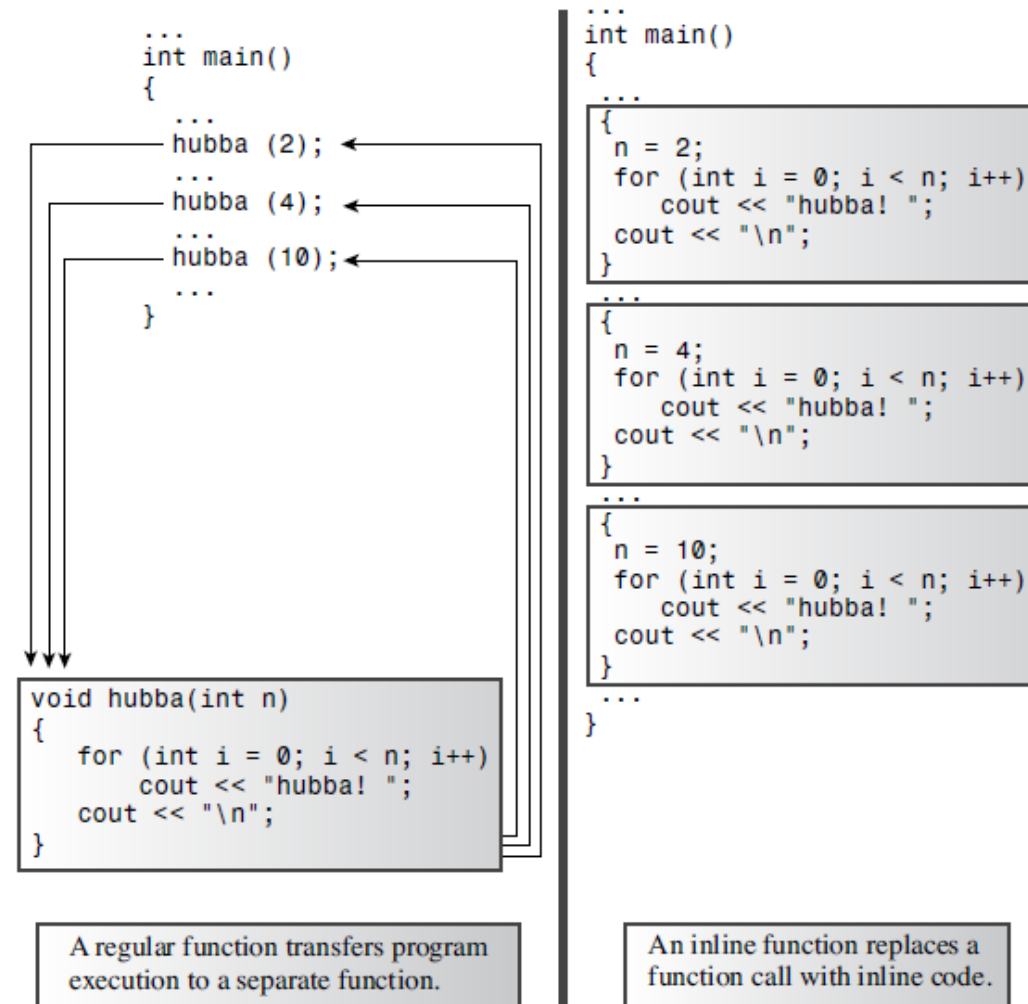 ...
int main()
{
...
hubba (2);
...
hubba (4);
...
hubba (10);
...
}
void hubba(int n)
{
for (int i = 0; i < n; i++)
cout << "hubba! ";
cout << "\n";
}
A regular function transfers program
execution to a separate function.
...
int main()
{
...
{
n = 2;
for (int i = 0; i < n; i++)
cout << "hubba! ";
cout << "\n";
}
...
{
n = 4;
for (int i = 0; i < n; i++)
cout << "hubba! ";
cout << "\n";
}
...
{
n = 10;
for (int i = 0; i < n; i++)
cout << "hubba! ";
cout << "\n";
}
...
}
An inline function replaces a
function call with inline code.